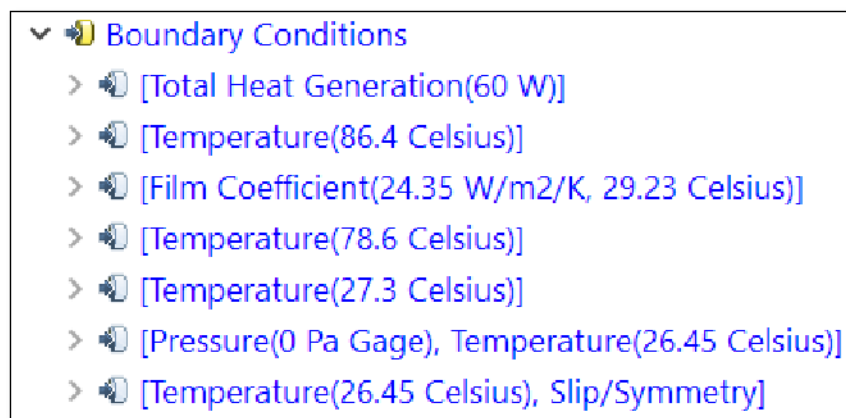 Boundary Conditions
[Total Heat Generation(60 W)]
[Temperature(86.4 Celsius)]
[Film Coefficient(24.35 W/m2/K, 29.23 Celsius)]
[Temperature(78.6 Celsius)]
[Temperature(27.3 Celsius)]
[Pressure(0 Pa Gage), Temperature(26.45 Celsius)]
[Temperature(26.45 Celsius), Slip/Symmetry]